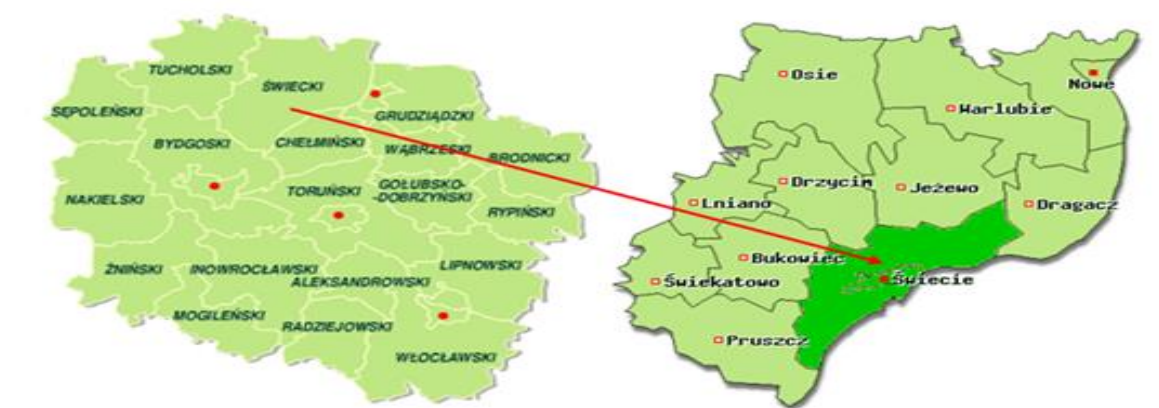 TUCHOLSKI
ŚWIECKI
SĘPOLEŃSKI
GRUDZIĄDZKI
BYDGOSKI
CHEŁMIŃSKI
WĄBRZESKI
BRODNICKI
NAKIELSKI
TORUŃSKI
GOŁUBSKO-
-DOBRZYŃSKI
RYPIŃSKI
ŻNIŃSKI
INOWROCŁAWSKI
ALEKSANDROWSKI
LIPNOWSKI
MOGILEŃSKI
RADZIEJOWSKI
WŁOCŁAWSKI
Osie
Nowe
Warlubie
Drzycim
Jeżewo
Lniano
Dragacz
Bukowiec
Świekatowo
Świecie
Pruszcz